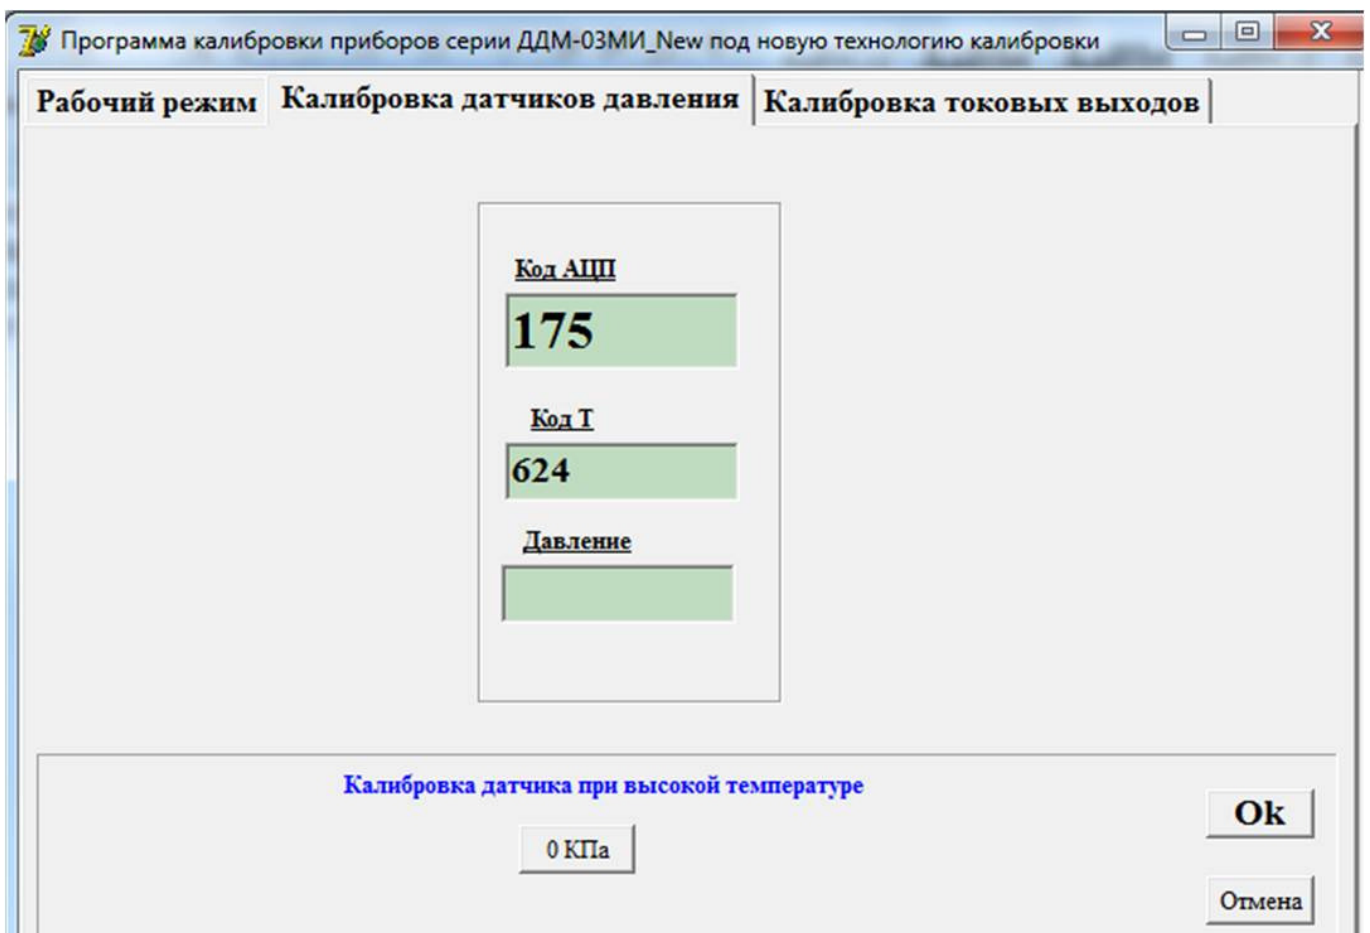 Программа калибровки приборов серии ДДМ-03МИ_New под новую технологию калибровки
Рабочий режим Калибровка датчиков давления Калибровка токовых выходов
Код АЦП
175
Код Т
624
Давление
Калибровка датчика при высокой температуре
Ok
0 КПа
Отмена